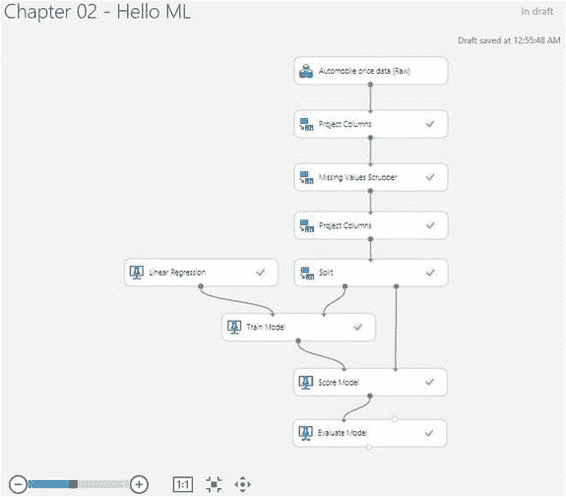 Chapter 02 - Hello ML
In draft
Draft saved at 12:55:48 AM
Automobile price data (Raw)
Project Columns
Missing Values Scrubber
Project Columns
Linear Regression
Split
Train Model
Score Model
Evaluate Model
1:1